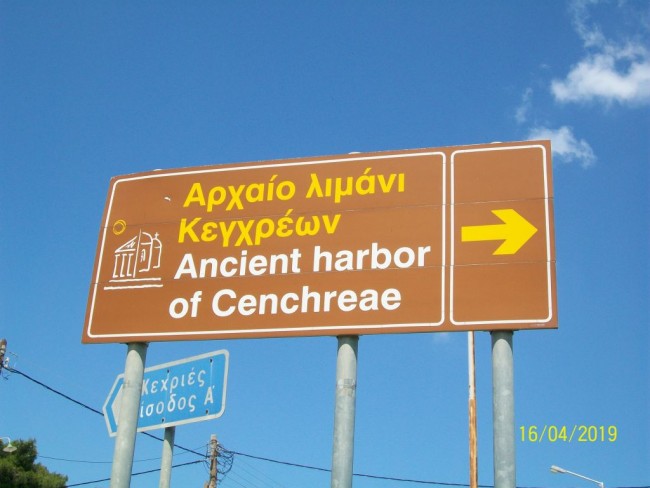 Αρχαίο λιμάνι
Κεγχρέων
Ancient harbor
of Cenchreae
Κεχριές
ίσοδος Α'
16/04/2019